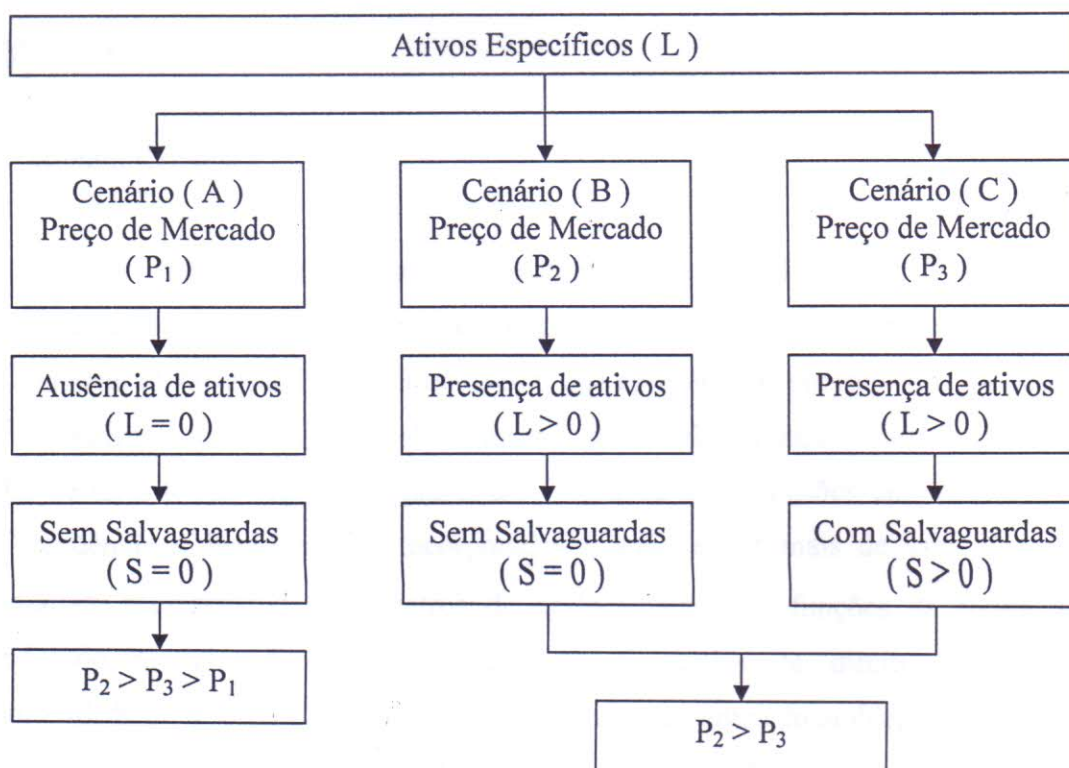 Ativos Específicos ( L )
Cenário ( A )
Preço de Mercado
( P₁ )
Cenário ( B )
Preço de Mercado
( P₂ )
Cenário ( C )
Preço de Mercado
( P₃ )
Ausência de ativos
( L = 0 )
Presença de ativos
( L > 0 )
Presença de ativos
( L > 0 )
Sem Salvaguardas
( S = 0 )
Sem Salvaguardas
( S = 0 )
Com Salvaguardas
( S > 0 )
P₂ > P₃ > P₁
P₂ > P₃